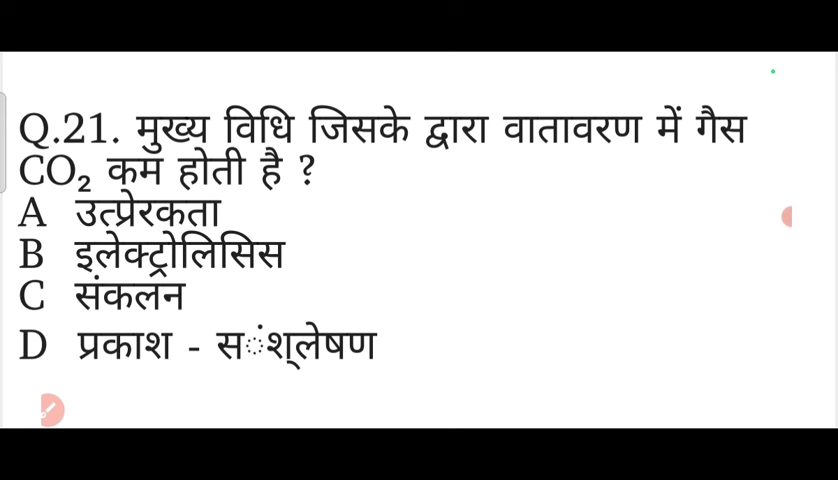 Q.21. मुख्य विधि जिसके द्वारा वातावरण में गैस
CO₂ कम होती है ?
A उत्प्रेरकता
B इलेक्ट्रोलिसिस
C संकलन
D प्रकाश - स◌ंश्लेषण